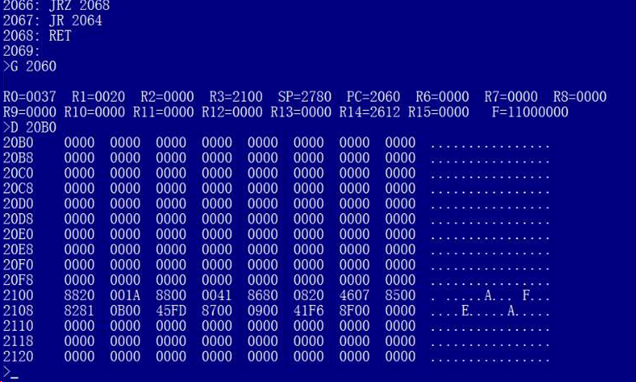 2066: JRZ 2068
2067: JR 2064
2068: RET
2069:
>G 2060
R0=0037 R1=0020 R2=0000 R3=2100 SP=2780 PC=2060 R6=0000 R7=0000 R8=0000
R9=0000 R10=0000 R11=0000 R12=0000 R13=0000 R14=2612 R15=0000 F=11000000
>D 20B0
20B0 0000 0000 0000 0000 0000 0000 0000 0000 ................
20B8 0000 0000 0000 0000 0000 0000 0000 0000 ................
20C0 0000 0000 0000 0000 0000 0000 0000 0000 ................
20C8 0000 0000 0000 0000 0000 0000 0000 0000 ................
20D0 0000 0000 0000 0000 0000 0000 0000 0000 ................
20D8 0000 0000 0000 0000 0000 0000 0000 0000 ................
20E0 0000 0000 0000 0000 0000 0000 0000 0000 ................
20E8 0000 0000 0000 0000 0000 0000 0000 0000 ................
20F0 0000 0000 0000 0000 0000 0000 0000 0000 ................
20F8 0000 0000 0000 0000 0000 0000 0000 0000 ................
2100 8820 001A 8800 0041 8680 0820 4607 8500 . .....A... F...
2108 8281 0B00 45FD 8700 0900 41F6 8F00 0000 ....E.....A.....
2110 0000 0000 0000 0000 0000 0000 0000 0000 ................
2118 0000 0000 0000 0000 0000 0000 0000 0000 ................
2120 0000 0000 0000 0000 0000 0000 0000 0000 ................
>_